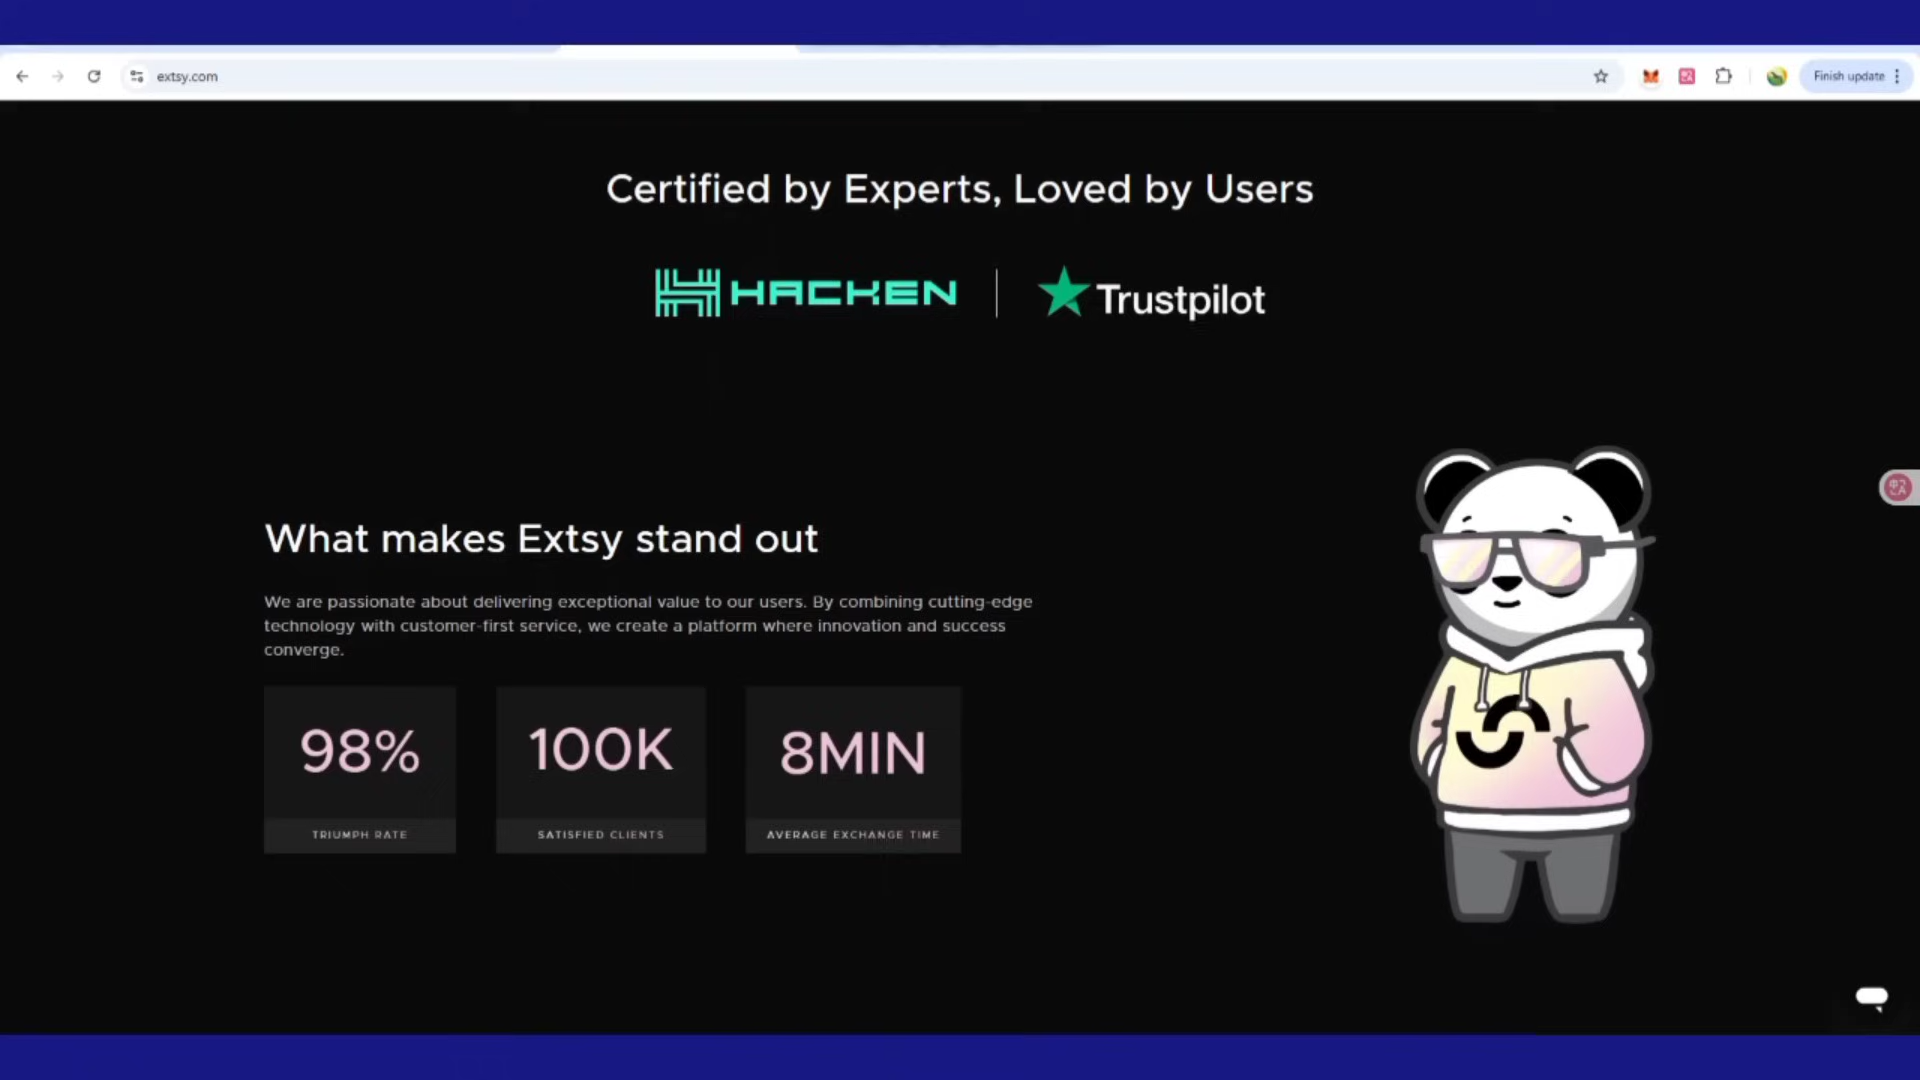 extsy.com
Finish update
Certified by Experts, Loved by Users
HACKEN
Trustpilot
What makes Extsy stand out
We are passionate about delivering exceptional value to our users. By combining cutting-edge
technology with customer-first service, we create a platform where innovation and success
converge.
98%
TRIUMPH RATE
100K
SATISFIED CLIENTS
8MIN
AVERAGE EXCHANGE TIME